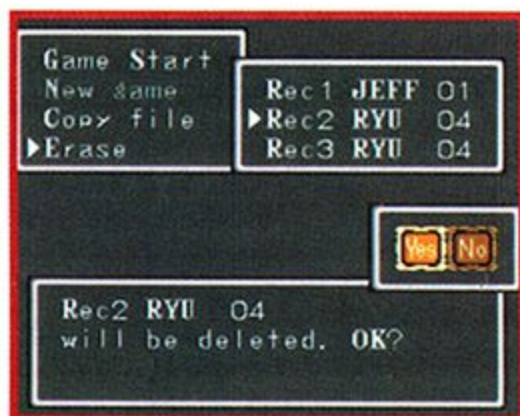 Game Start
New game
Copy file
▶Erase
Rec1 JEFF 01
▶Rec2 RYU 04
Rec3 RYU 04
Yes No
Rec2 RYU 04
will be deleted. OK?